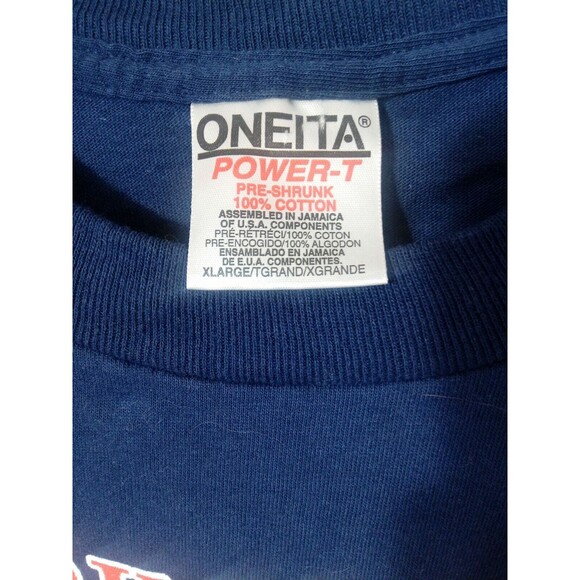 ONEITA®
POWER-T
PRE-SHRUNK
100% COTTON
ASSEMBLED IN JAMAICA
OF U.S.A. COMPONENTS
PRÉ-RÉTRÉCI/100% COTON
PRE-ENCOGIDO/100% ALGODON
ENSAMBLADO EN JAMAICA
DE E.U.A. COMPONENTES.
XLARGE/TGRAND/XGRANDE